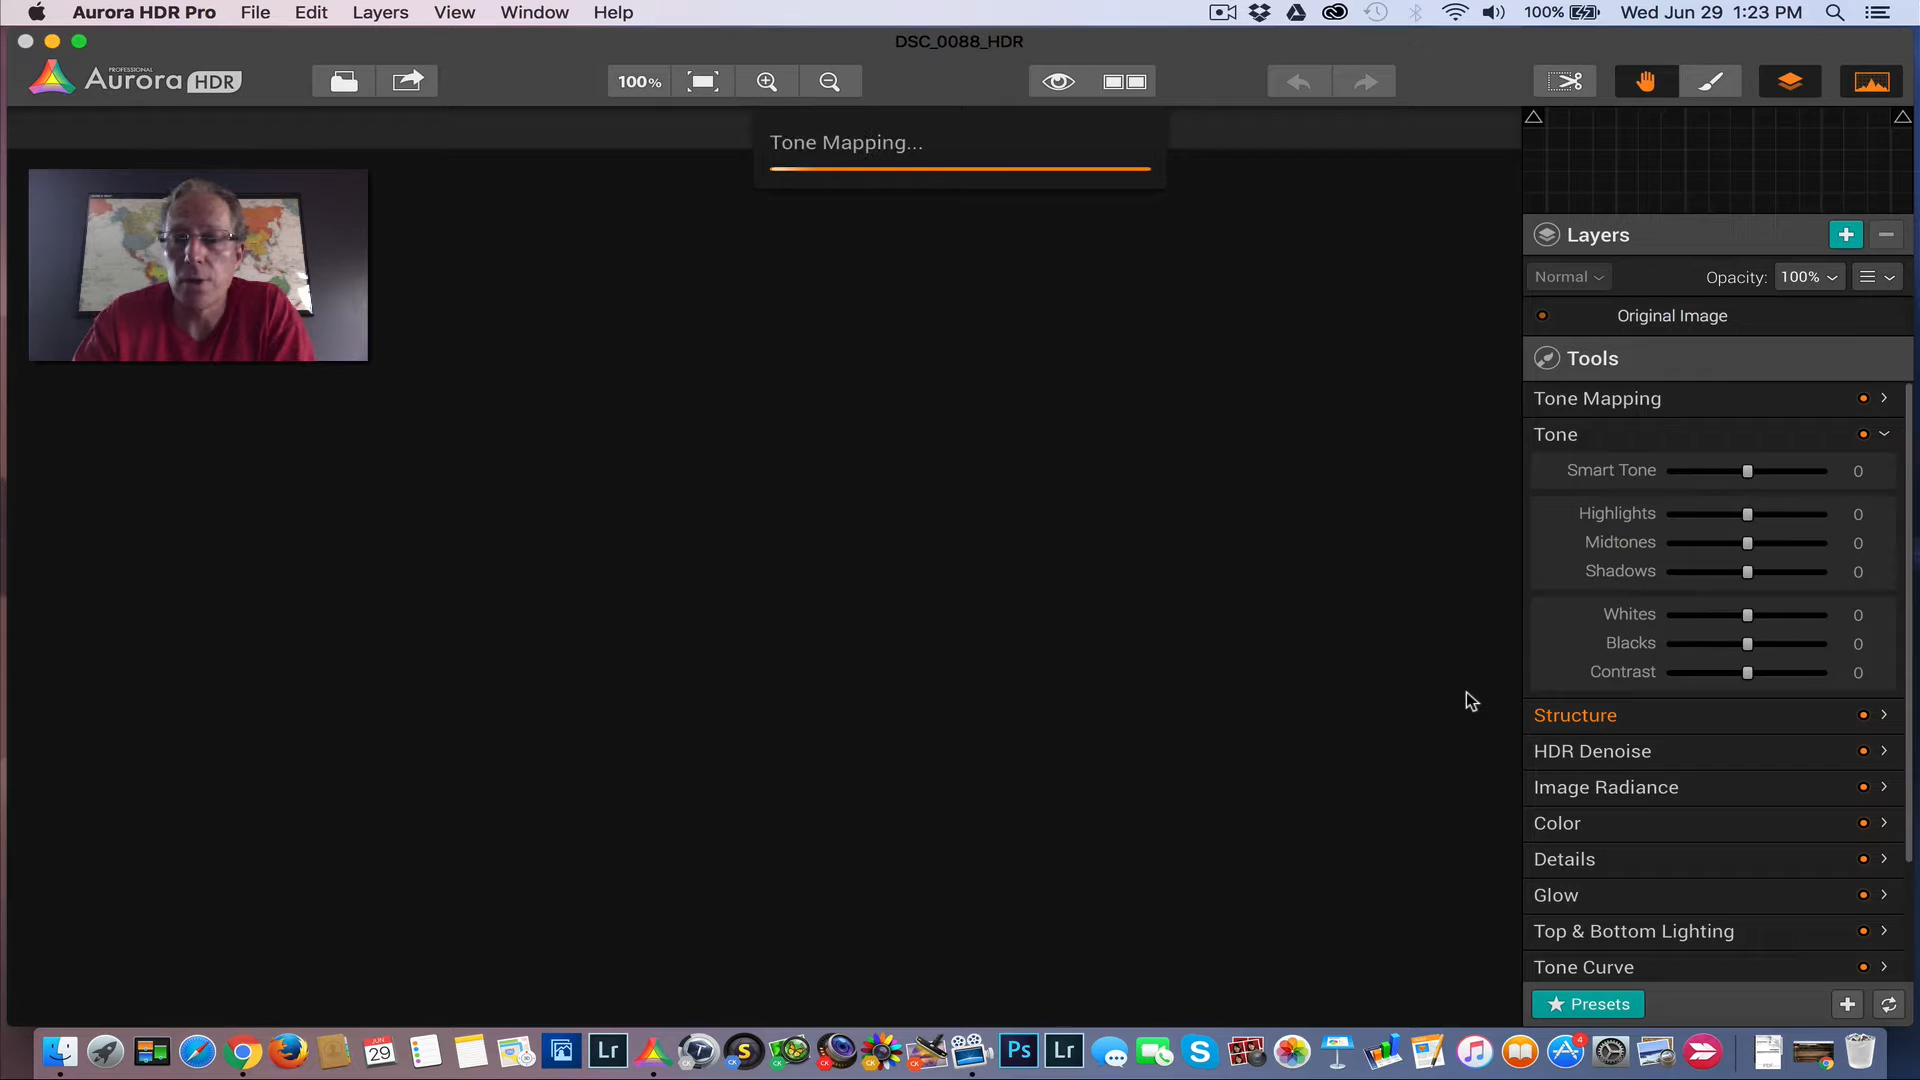 Aurora HDR Pro File Edit Layers View Window Help 100% Wed Jun 29 1:23 PM
DSC_0088_HDR
PROFESSIONAL
Aurora HDR 100%
Tone Mapping...
Layers
Normal Opacity: 100%
Original Image
Tools
Tone Mapping
Tone
Smart Tone 0
Highlights 0
Midtones 0
Shadows 0
Whites 0
Blacks 0
Contrast 0
Structure
HDR Denoise
Image Radiance
Color
Details
Glow
Top & Bottom Lighting
Tone Curve
Presets
JUN 29 Lr T S Ps Lr S 4